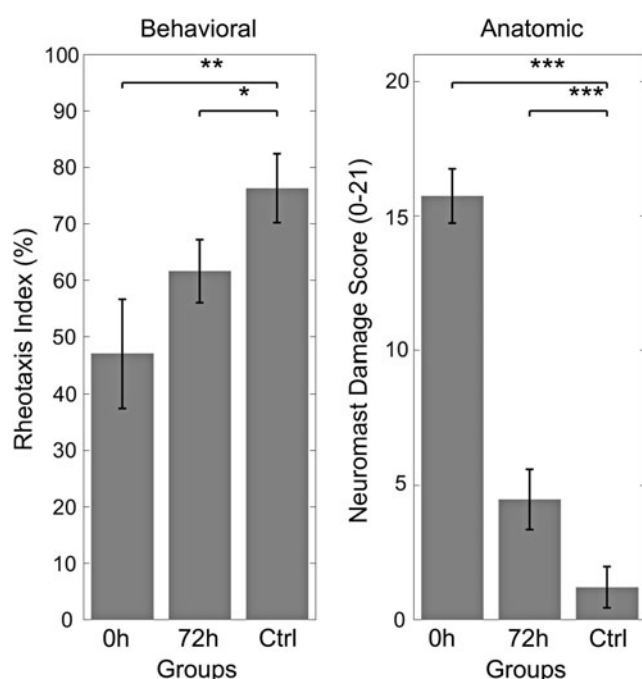 Behavioral
Rheotaxis Index (%)
100
90
80
70
60
50
40
30
20
10
0
**
*
0h 72h Ctrl
Groups
Anatomic
Neuromast Damage Score (0-21)
20
15
10
5
0
***
***
0h 72h Ctrl
Groups